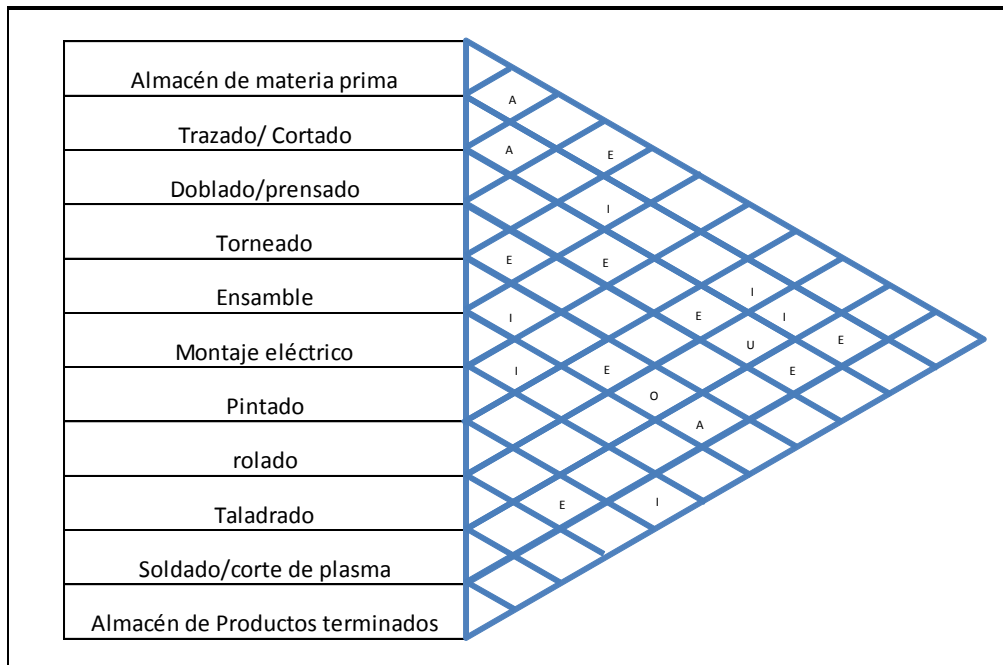 Almacén de materia prima
A
Trazado/ Cortado
A
E
Doblado/prensado
I
Torneado
E
E
Ensamble
I
I
E
I
Montaje eléctrico
U
E
I
E
E
Pintado
O
A
rolado
Taladrado
E
I
Soldado/corte de plasma
Almacén de Productos terminados